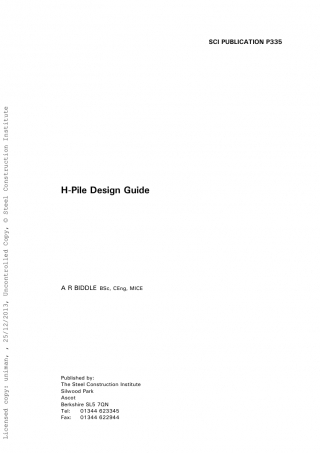 SCI PUBLICATION P335
H-Pile Design Guide
A R BIDDLE BSc, CEng, MICE
Published by:
The Steel Construction Institute
Silwood Park
Ascot
Berkshire SL5 7QN
Tel: 01344 623345
Fax: 01344 622944
licensed copy: uniman, , 25/12/2013, Uncontrolled Copy, © Steel Construction Institute